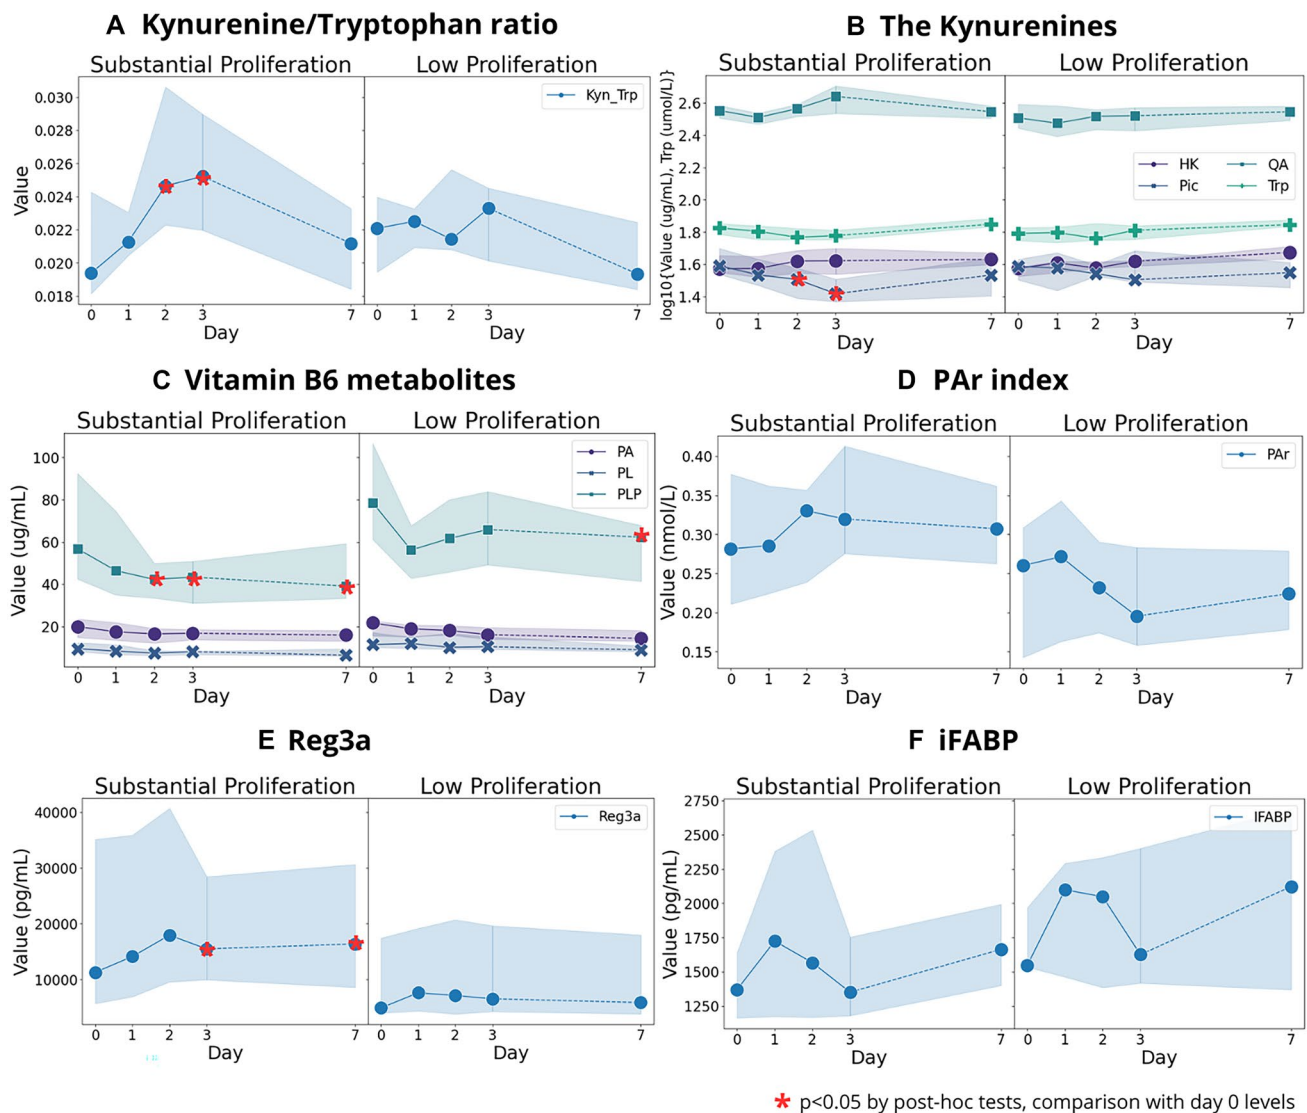 A Kynurenine/Tryptophan ratio
Substantial Proliferation
Low Proliferation
Kyn_Trp
Value
0.030
0.028
0.026
0.024
0.022
0.020
0.018
0 1 2 3 7
0 1 2 3 7
Day
Day
B The Kynurenines
Substantial Proliferation
Low Proliferation
log10{Value (ug/mL), Trp (umol/L)}
2.6
2.4
2.2
2.0
1.8
1.6
1.4
HK QA
Pic Trp
0 1 2 3 7
0 1 2 3 7
Day
Day
C Vitamin B6 metabolites
Substantial Proliferation
Low Proliferation
Value (ug/mL)
100
80
60
40
20
PA
PL
PLP
0 1 2 3 7
0 1 2 3 7
Day
Day
D PAr index
Substantial Proliferation
Low Proliferation
Value (nmol/L)
0.40
0.35
0.30
0.25
0.20
0.15
PAr
0 1 2 3 7
0 1 2 3 7
Day
Day
E Reg3a
Substantial Proliferation
Low Proliferation
Value (pg/mL)
40000
30000
20000
10000
Reg3a
0 1 2 3 7
0 1 2 3 7
Day
Day
F iFABP
Substantial Proliferation
Low Proliferation
Value (pg/mL)
2750
2500
2250
2000
1750
1500
1250
IFABP
0 1 2 3 7
0 1 2 3 7
Day
Day
* p<0.05 by post-hoc tests, comparison with day 0 levels